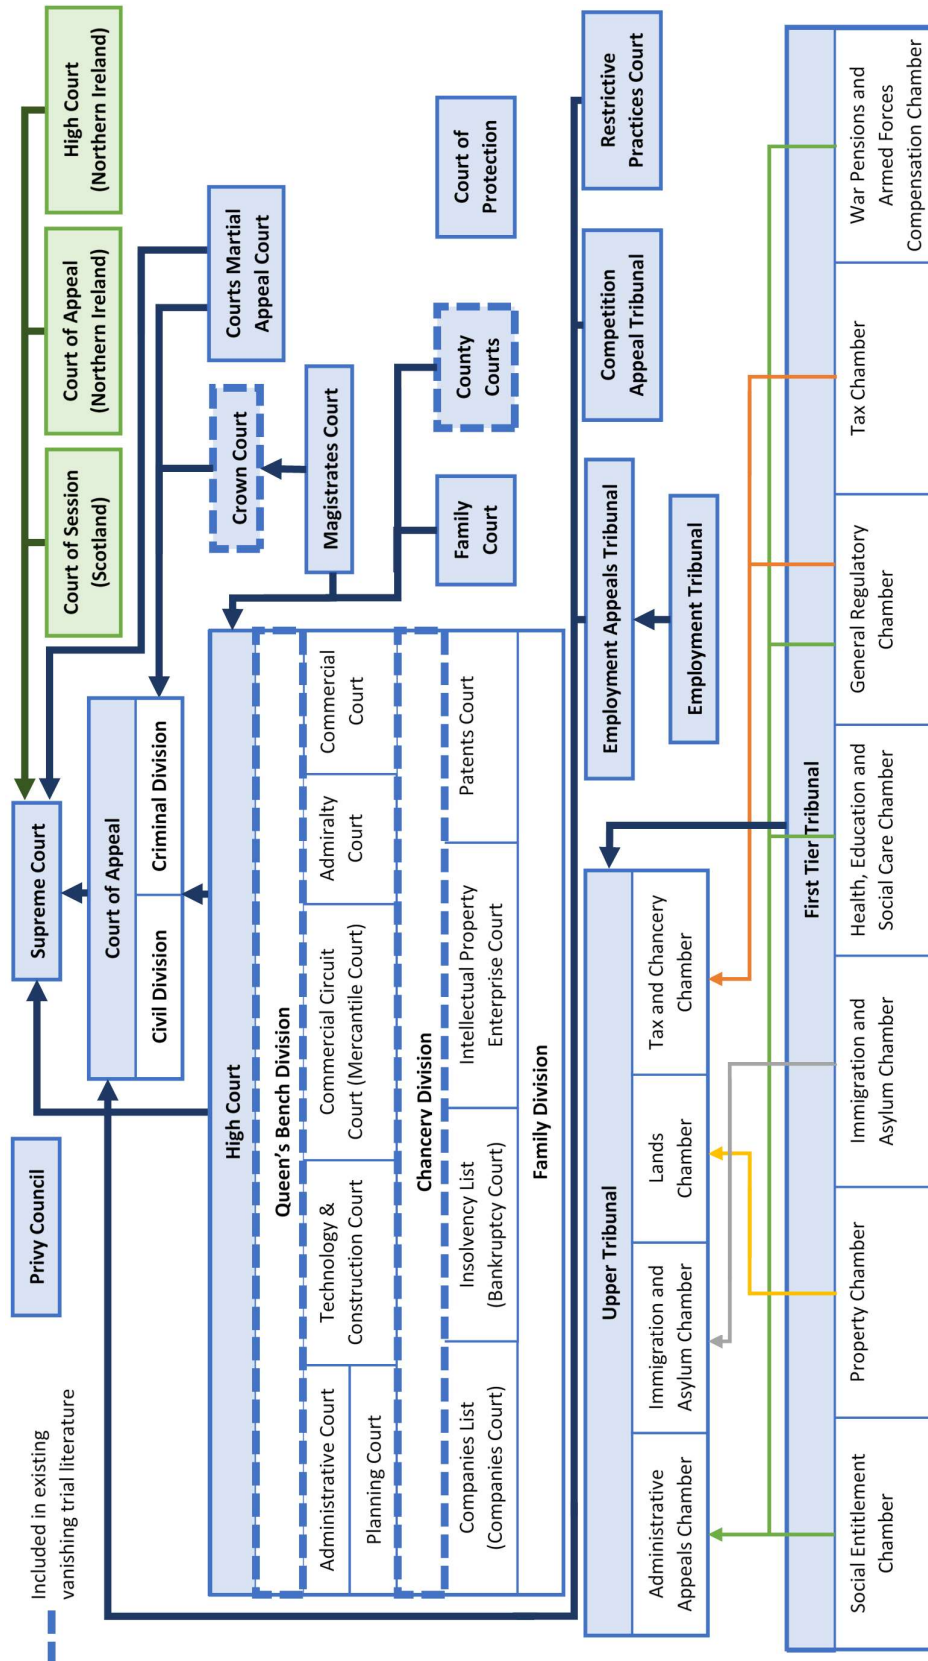 Included in existing
vanishing trial literature
Privy Council
Supreme Court
Court of Session
(Scotland)
Court of Appeal
(Northern Ireland)
High Court
(Northern Ireland)
Court of Appeal
Civil Division
Criminal Division
Crown Court
Courts Martial
Appeal Court
Magistrates Court
High Court
Queen's Bench Division
Administrative Court
Planning Court
Technology &
Construction Court
Commercial Circuit
Court (Mercantile Court)
Admiralty
Court
Commercial
Court
Chancery Division
Companies List
(Companies Court)
Insolvency List
(Bankruptcy Court)
Intellectual Property
Enterprise Court
Patents Court
Family Division
Family
Court
County
Courts
Court of
Protection
Upper Tribunal
Administrative
Appeals Chamber
Immigration and
Asylum Chamber
Lands
Chamber
Tax and Chancery
Chamber
Employment Appeals Tribunal
Employment Tribunal
Competition
Appeal Tribunal
Restrictive
Practices Court
First Tier Tribunal
Social Entitlement
Chamber
Property Chamber
Immigration and
Asylum Chamber
Health, Education and
Social Care Chamber
General Regulatory
Chamber
Tax Chamber
War Pensions and
Armed Forces
Compensation Chamber